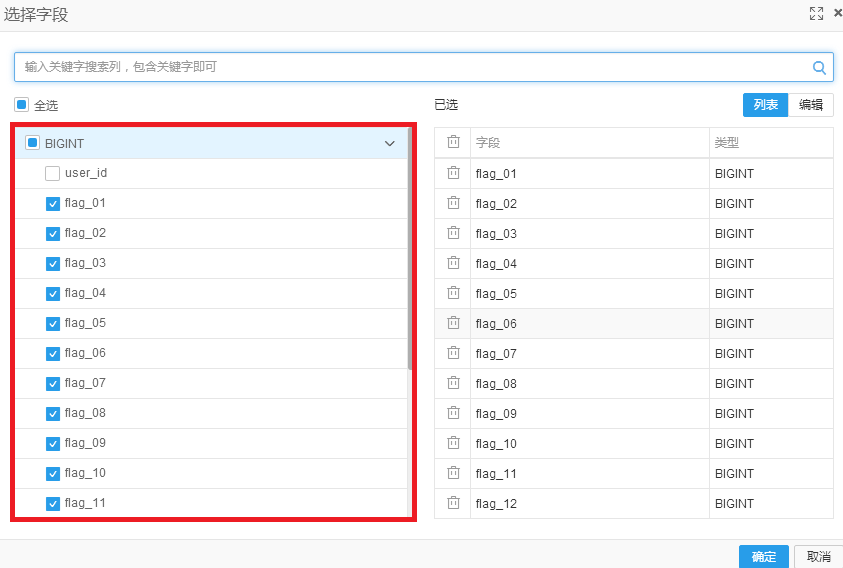 选择字段
输入关键字搜索列，包含关键字即可
全选
BIGINT
user_id
flag_01
flag_02
flag_03
flag_04
flag_05
flag_06
flag_07
flag_08
flag_09
flag_10
flag_11
已选
列表 编辑
字段 类型
flag_01 BIGINT
flag_02 BIGINT
flag_03 BIGINT
flag_04 BIGINT
flag_05 BIGINT
flag_06 BIGINT
flag_07 BIGINT
flag_08 BIGINT
flag_09 BIGINT
flag_10 BIGINT
flag_11 BIGINT
flag_12 BIGINT
确定 取消